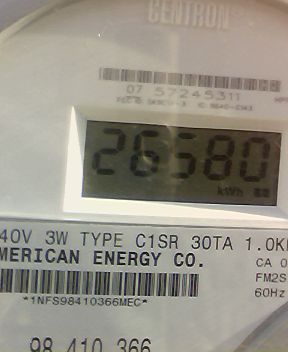 CENTRON
07 57245311
26580
kWh
40V 3W TYPE C1SR 30TA 1.0K
MERICAN ENERGY CO.
CA 0
FM2S
60Hz
*1NFS98410366MEC*
98 410 366